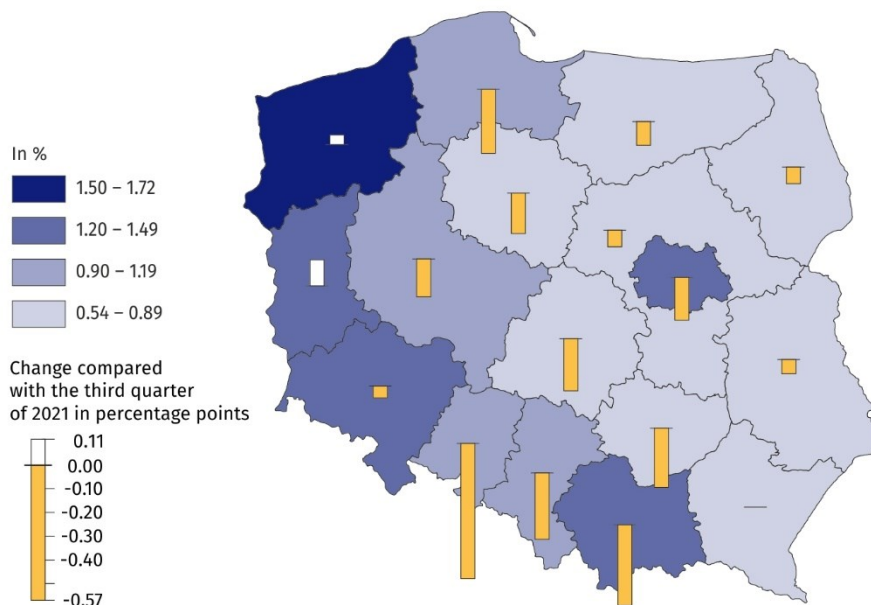 In %
1.50 – 1.72
1.20 – 1.49
0.90 – 1.19
0.54 – 0.89
Change compared
with the third quarter
of 2021 in percentage points
0.11
0.00
-0.10
-0.20
-0.30
-0.40
-0.57